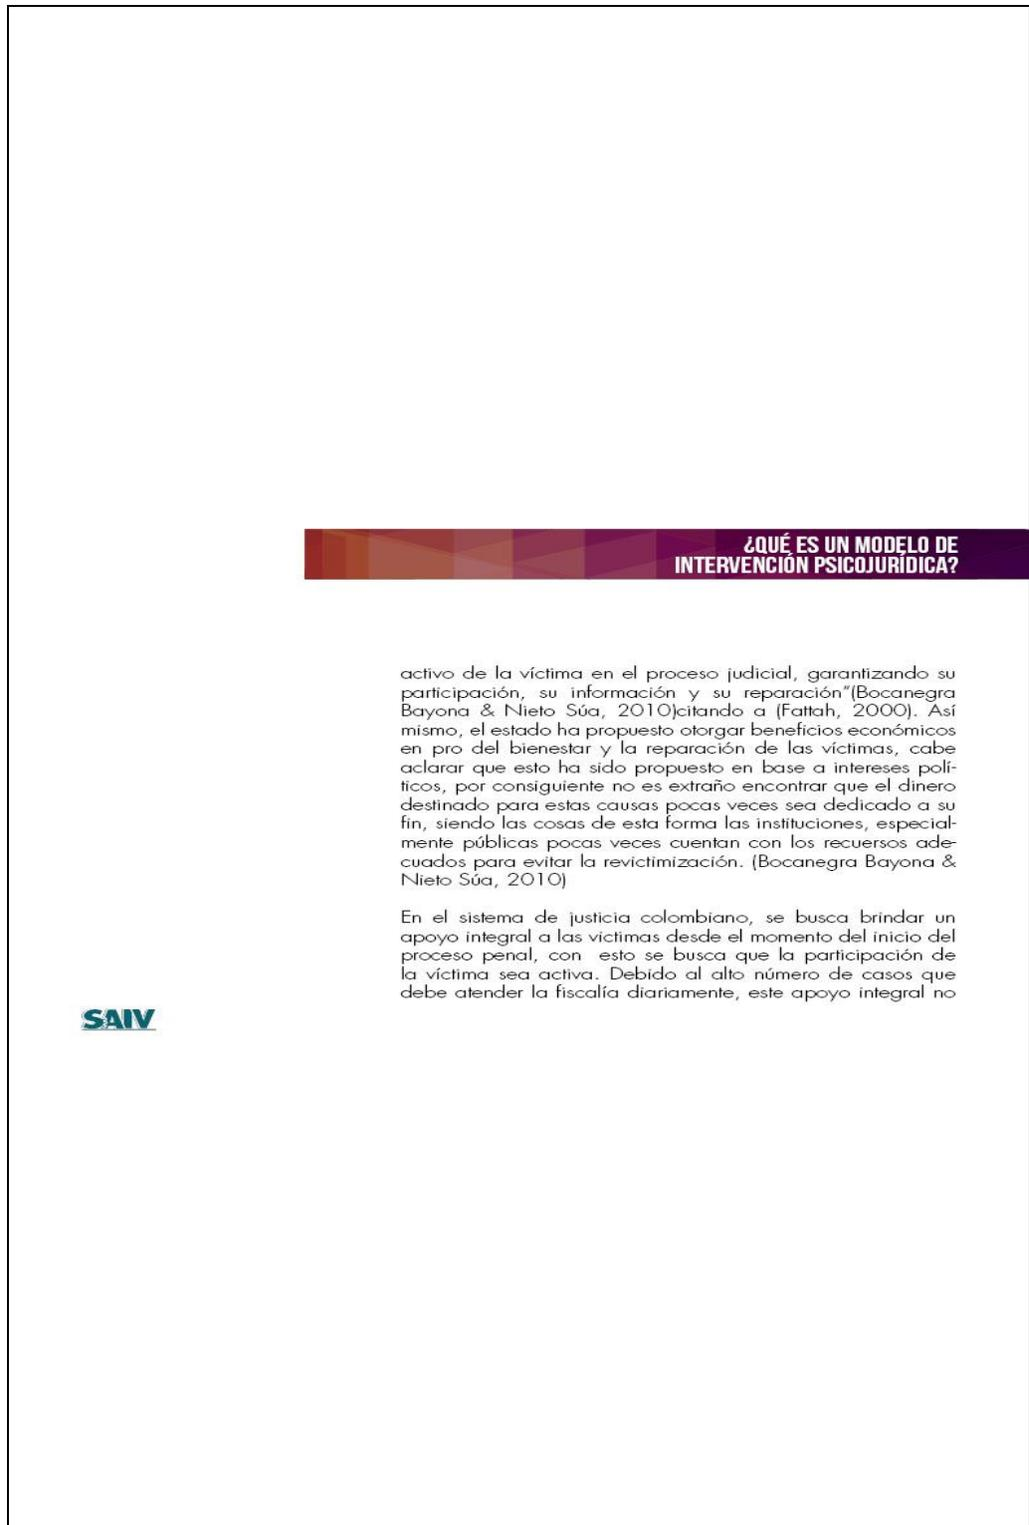 ¿QUÉ ES UN MODELO DE
INTERVENCIÓN PSICOJURÍDICA?
activo de la víctima en el proceso judicial, garantizando su
participación, su información y su reparación"(Bocanegra
Bayona & Nieto Súa, 2010)citando a (Fattah, 2000). Así
mismo, el estado ha propuesto otorgar beneficios económicos
en pro del bienestar y la reparación de las víctimas, cabe
aclarar que esto ha sido propuesto en base a intereses polí-
ticos, por consiguiente no es extraño encontrar que el dinero
destinado para estas causas pocas veces sea dedicado a su
fin, siendo las cosas de esta forma las instituciones, especial-
mente públicas pocas veces cuentan con los recuersos ade-
cuados para evitar la revictimización. (Bocanegra Bayona &
Nieto Súa, 2010)
En el sistema de justicia colombiano, se busca brindar un
apoyo integral a las victimas desde el momento del inicio del
proceso penal, con  esto se busca que la participación de
la víctima sea activa. Debido al alto número de casos que
debe atender la fiscalía diariamente, este apoyo integral no
SAIV